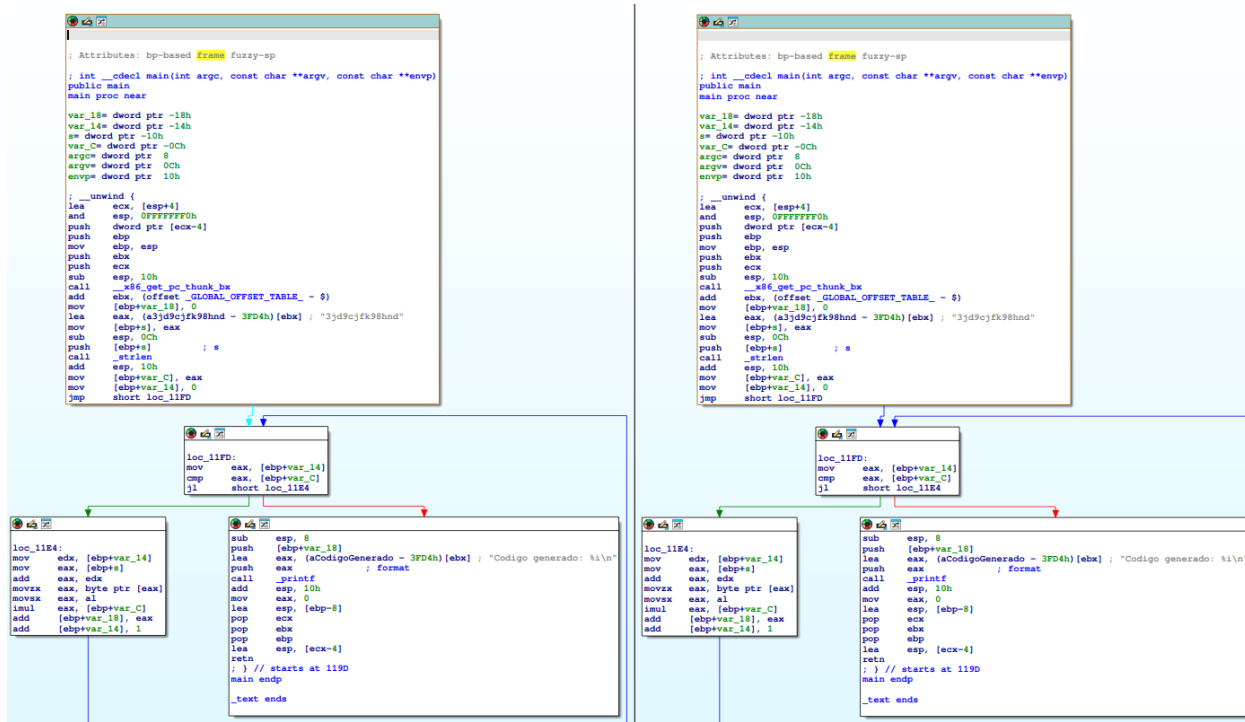 ; Attributes: bp-based frame fuzzy-sp
; int __cdecl main(int argc, const char **argv, const char **envp)
public main
main proc near
var_18= dword ptr -18h
var_14= dword ptr -14h
s= dword ptr -10h
var_C= dword ptr -0Ch
argc= dword ptr  8
argv= dword ptr  0Ch
envp= dword ptr  10h
; __unwind {
lea     ecx, [esp+4]
and     esp, 0FFFFFFF0h
push    dword ptr [ecx-4]
push    ebp
mov     ebp, esp
push    ebx
push    ecx
sub     esp, 10h
call    __x86_get_pc_thunk_bx
add     ebx, (offset _GLOBAL_OFFSET_TABLE_ - $)
mov     [ebp+var_18], 0
lea     eax, (a3jd9cjfk98hnd - 3FD4h)[ebx] ; "3jd9cjfk98hnd"
mov     [ebp+s], eax
sub     esp, 0Ch
push    [ebp+s]         ; s
call    _strlen
add     esp, 10h
mov     [ebp+var_C], eax
mov     [ebp+var_14], 0
jmp     short loc_11FD
loc_11FD:
mov     eax, [ebp+var_14]
cmp     eax, [ebp+var_C]
jl      short loc_11E4
loc_11E4:
mov     edx, [ebp+var_14]
mov     eax, [ebp+s]
add     eax, edx
movzx   eax, byte ptr [eax]
movsx   eax, al
imul    eax, [ebp+var_C]
add     [ebp+var_18], eax
add     [ebp+var_14], 1
sub     esp, 8
push    [ebp+var_18]
lea     eax, (aCodigoGenerado - 3FD4h)[ebx] ; "Codigo generado: %i\n"
push    eax             ; format
call    _printf
add     esp, 10h
mov     eax, 0
lea     esp, [ebp-8]
pop     ecx
pop     ebx
pop     ebp
lea     esp, [ecx-4]
retn
; } // starts at 119D
main endp
_text ends
; Attributes: bp-based frame fuzzy-sp
; int __cdecl main(int argc, const char **argv, const char **envp)
public main
main proc near
var_18= dword ptr -18h
var_14= dword ptr -14h
s= dword ptr -10h
var_C= dword ptr -0Ch
argc= dword ptr  8
argv= dword ptr  0Ch
envp= dword ptr  10h
; __unwind {
lea     ecx, [esp+4]
and     esp, 0FFFFFFF0h
push    dword ptr [ecx-4]
push    ebp
mov     ebp, esp
push    ebx
push    ecx
sub     esp, 10h
call    __x86_get_pc_thunk_bx
add     ebx, (offset _GLOBAL_OFFSET_TABLE_ - $)
mov     [ebp+var_18], 0
lea     eax, (a3jd9cjfk98hnd - 3FD4h)[ebx] ; "3jd9cjfk98hnd"
mov     [ebp+s], eax
sub     esp, 0Ch
push    [ebp+s]         ; s
call    _strlen
add     esp, 10h
mov     [ebp+var_C], eax
mov     [ebp+var_14], 0
jmp     short loc_11FD
loc_11FD:
mov     eax, [ebp+var_14]
cmp     eax, [ebp+var_C]
jl      short loc_11E4
loc_11E4:
mov     edx, [ebp+var_14]
mov     eax, [ebp+s]
add     eax, edx
movzx   eax, byte ptr [eax]
movsx   eax, al
imul    eax, [ebp+var_C]
add     [ebp+var_18], eax
add     [ebp+var_14], 1
sub     esp, 8
push    [ebp+var_18]
lea     eax, (aCodigoGenerado - 3FD4h)[ebx] ; "Codigo generado: %i\n"
push    eax             ; format
call    _printf
add     esp, 10h
mov     eax, 0
lea     esp, [ebp-8]
pop     ecx
pop     ebx
pop     ebp
lea     esp, [ecx-4]
retn
; } // starts at 119D
main endp
_text ends